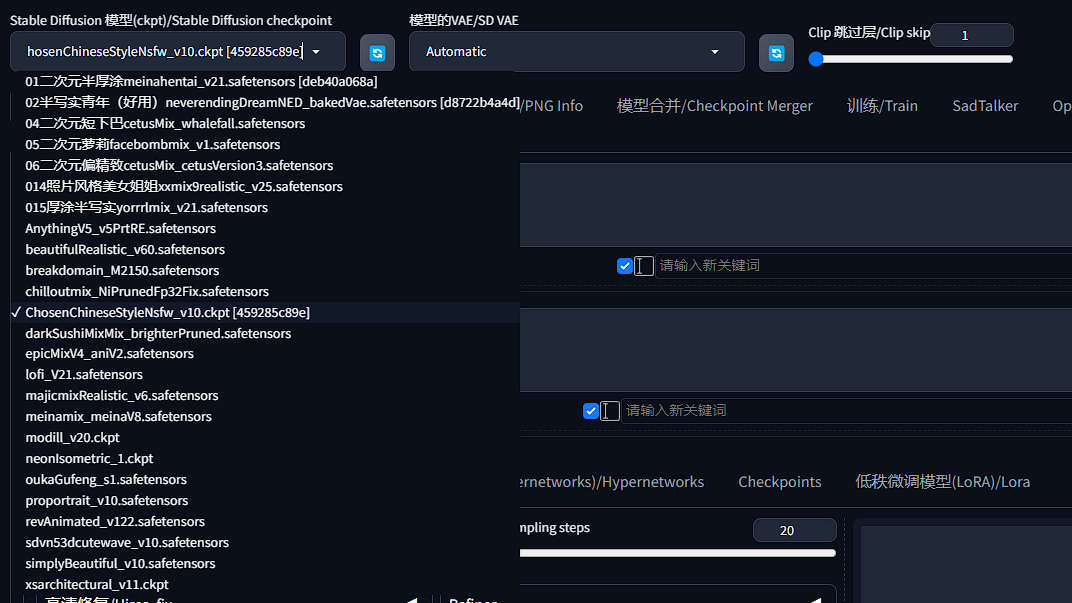 Stable Diffusion 模型(ckpt)/Stable Diffusion checkpoint
模型的VAE/SD VAE
Clip 跳过层/Clip skip
1
hosenChineseStyleNsfw_v10.ckpt [459285c89e]
Automatic
01二次元半厚涂meinahentai_v21.safetensors [deb40a068a]
02半写实青年（好用）neverendingDreamNED_bakedVae.safetensors [d8722b4a4d]
/PNG Info
模型合并/Checkpoint Merger
训练/Train
SadTalker
Op
04二次元短下巴cetusMix_whalefall.safetensors
05二次元萝莉facebombmix_v1.safetensors
06二次元偏精致cetusMix_cetusVersion3.safetensors
014照片风格美女姐姐xxmix9realistic_v25.safetensors
015厚涂半写实yorrrlmix_v21.safetensors
AnythingV5_v5PrtRE.safetensors
beautifulRealistic_v60.safetensors
请输入新关键词
breakdomain_M2150.safetensors
chilloutmix_NiPrunedFp32Fix.safetensors
✓ ChosenChineseStyleNsfw_v10.ckpt [459285c89e]
darkSushiMixMix_brighterPruned.safetensors
epicMixV4_aniV2.safetensors
lofi_V21.safetensors
majicmixRealistic_v6.safetensors
meinamix_meinaV8.safetensors
请输入新关键词
modill_v20.ckpt
neonIsometric_1.ckpt
oukaGufeng_s1.safetensors
ernetworks)/Hypernetworks
Checkpoints
低秩微调模型(LoRA)/Lora
proportrait_v10.safetensors
revAnimated_v122.safetensors
mpling steps
20
sdvn53dcutewave_v10.safetensors
simplyBeautiful_v10.safetensors
xsarchitectural_v11.ckpt
高清修复/Hires. fix
Refiner